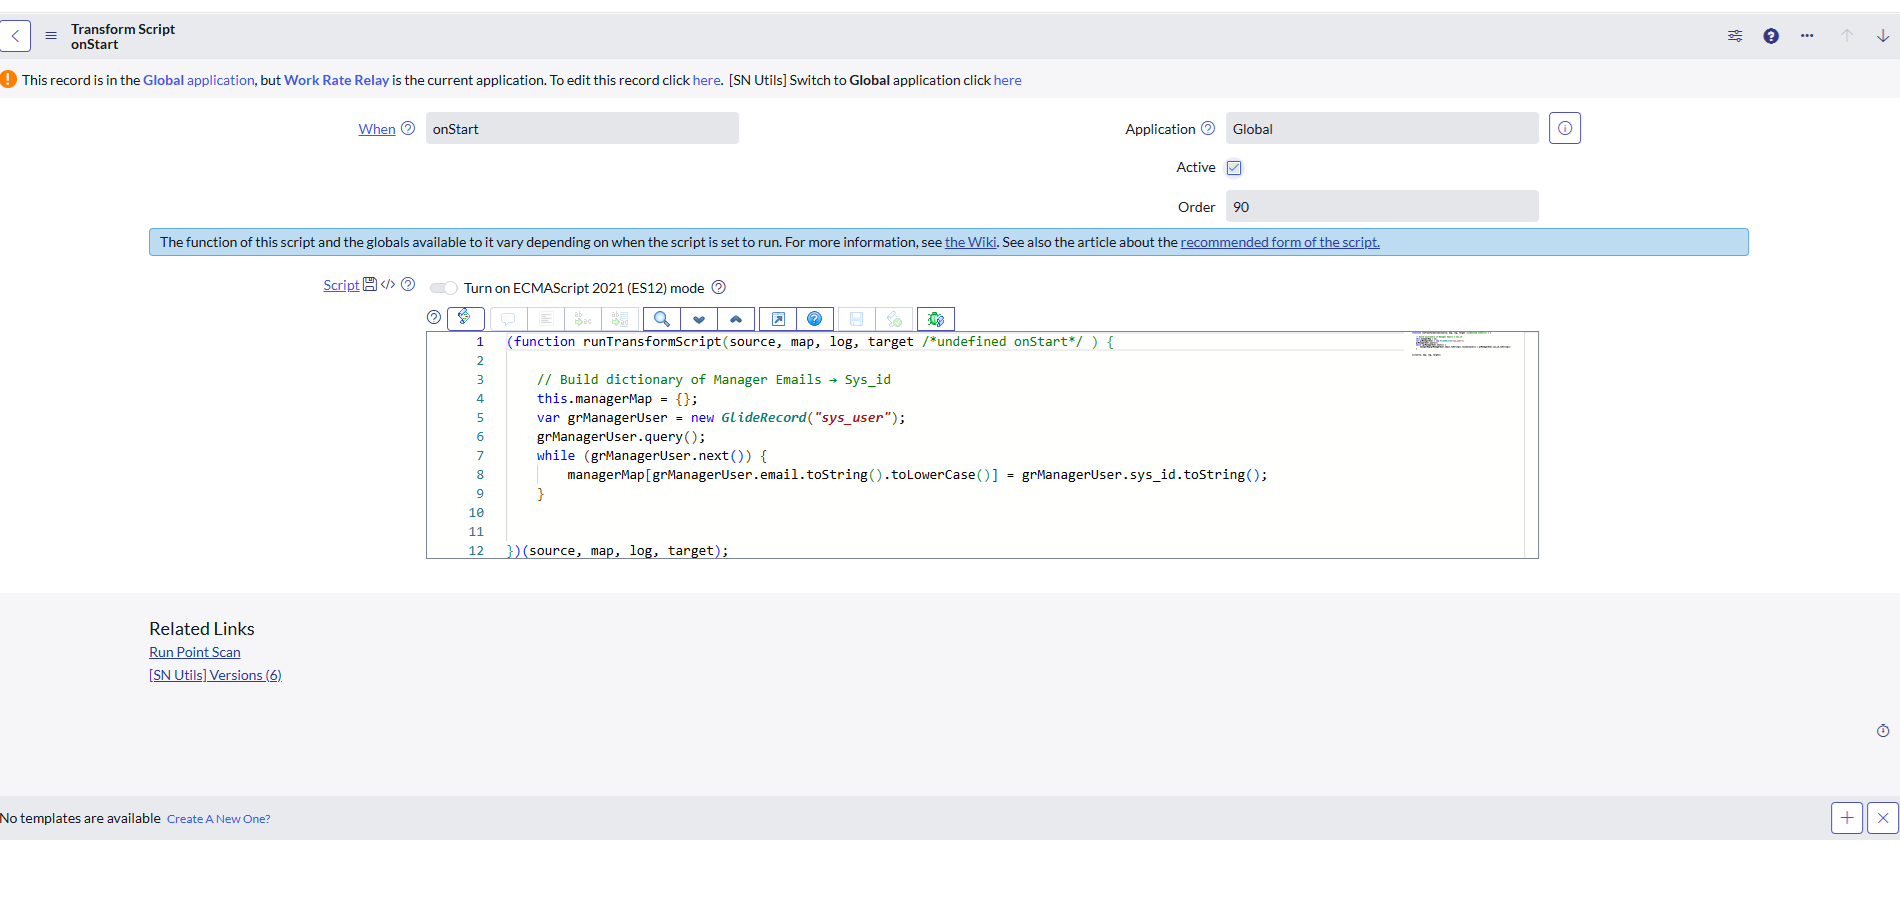 Transform Script
onStart
This record is in the Global application, but Work Rate Relay is the current application. To edit this record click here. [SN Utils] Switch to Global application click here
When onStart
Application Global
Active
Order 90
The function of this script and the globals available to it vary depending on when the script is set to run. For more information, see the Wiki. See also the article about the recommended form of the script.
Script </> Turn on ECMAScript 2021 (ES12) mode
1 (function runTransformScript(source, map, log, target /*undefined onStart*/ ) {
2
3 // Build dictionary of Manager Emails → Sys_id
4 this.managerMap = {};
5 var grManagerUser = new GlideRecord("sys_user");
6 grManagerUser.query();
7 while (grManagerUser.next()) {
8 managerMap[grManagerUser.email.toString().toLowerCase()] = grManagerUser.sys_id.toString();
9 }
10
11
12 })(source, map, log, target);
Related Links
Run Point Scan
[SN Utils] Versions (6)
No templates are available Create A New One?